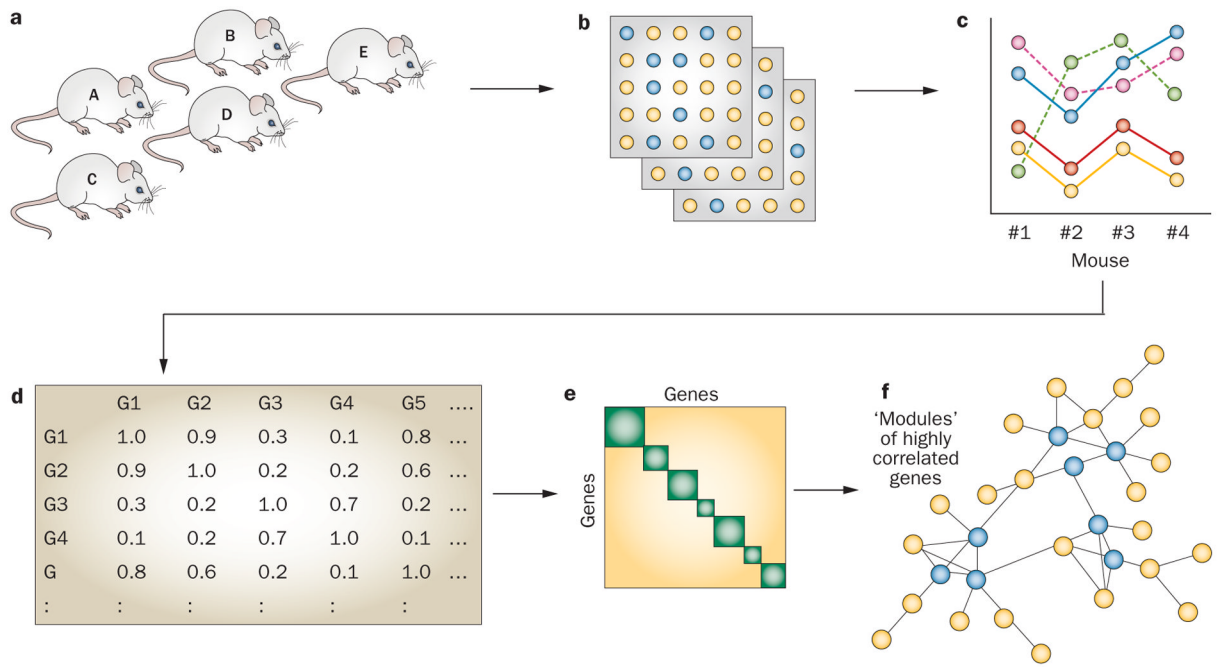 a
A
B
C
D
E
b
c
#1 #2 #3 #4
Mouse
d
G1 G2 G3 G4 G5 ....
G1 1.0 0.9 0.3 0.1 0.8 ...
G2 0.9 1.0 0.2 0.2 0.6 ...
G3 0.3 0.2 1.0 0.7 0.2 ...
G4 0.1 0.2 0.7 1.0 0.1 ...
G 0.8 0.6 0.2 0.1 1.0 ...
: : : : : :
e
Genes
Genes
f
‘Modules’
of highly
correlated
genes